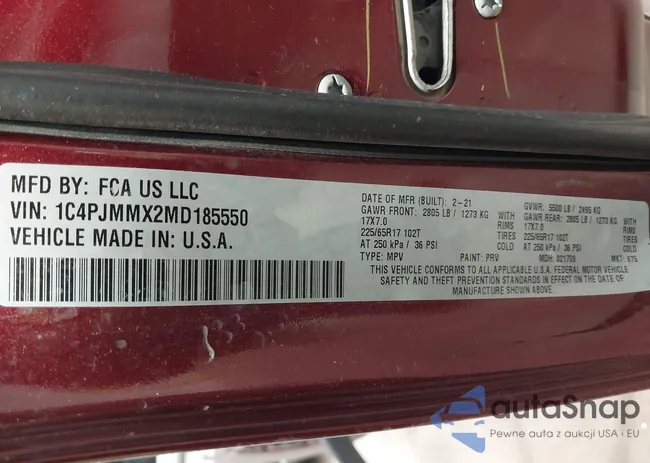 MFD BY: FCA US LLC
VIN: 1C4PJMMX2MD185550
VEHICLE MADE IN: U.S.A.
DATE OF MFR (BUILT): 2-21 GVWR: 5500 LB / 2495 KG
GAWR FRONT: 2805 LB / 1273 KG WITH GAWR REAR: 2805 LB / 1273 KG WITH
17X7.0 RIMS 17X7.0 RIMS
225/65R17 102T TIRES 225/65R17 102T TIRES
AT 250 kPa / 36 PSI COLD AT 250 kPa / 36 PSI COLD
TYPE: MPV PAINT: PRV MDH: 021709 MKT:
THIS VEHICLE CONFORMS TO ALL APPLICABLE U.S.A. FEDERAL MOTOR VEHICLE
SAFETY AND THEFT PREVENTION STANDARDS IN EFFECT ON THE DATE OF
MANUFACTURE SHOWN ABOVE.
autaSnap
Pewne auta z aukcji USA i EU